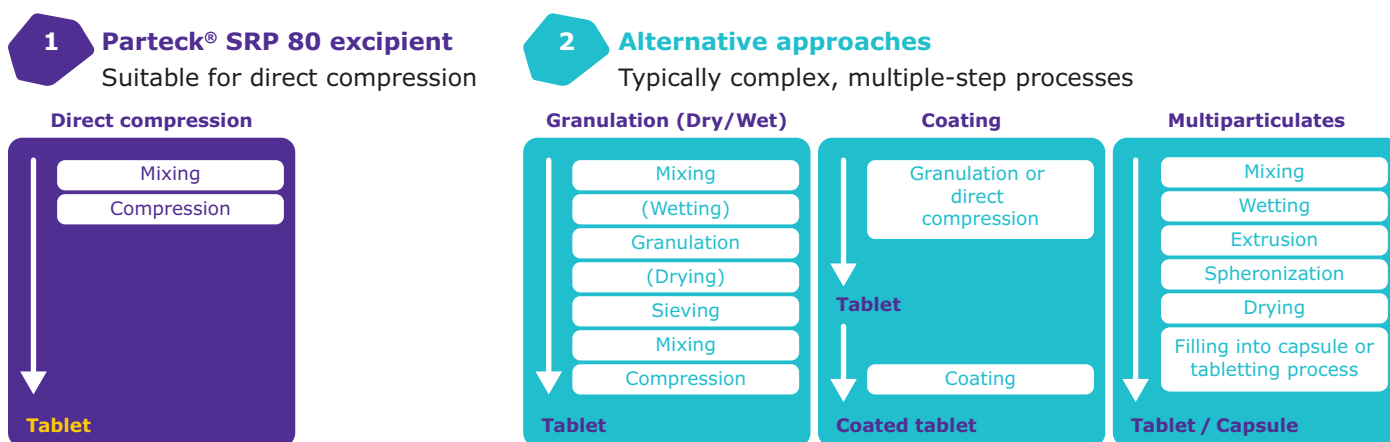 1
Parteck® SRP 80 excipient
Suitable for direct compression
Direct compression
Mixing
Compression
Tablet
2
Alternative approaches
Typically complex, multiple-step processes
Granulation (Dry/Wet)
Mixing
(Wetting)
Granulation
(Drying)
Sieving
Mixing
Compression
Tablet
Coating
Granulation or
direct
compression
Tablet
Coating
Coated tablet
Multiparticulates
Mixing
Wetting
Extrusion
Spheronization
Drying
Filling into capsule or
tabletting process
Tablet / Capsule